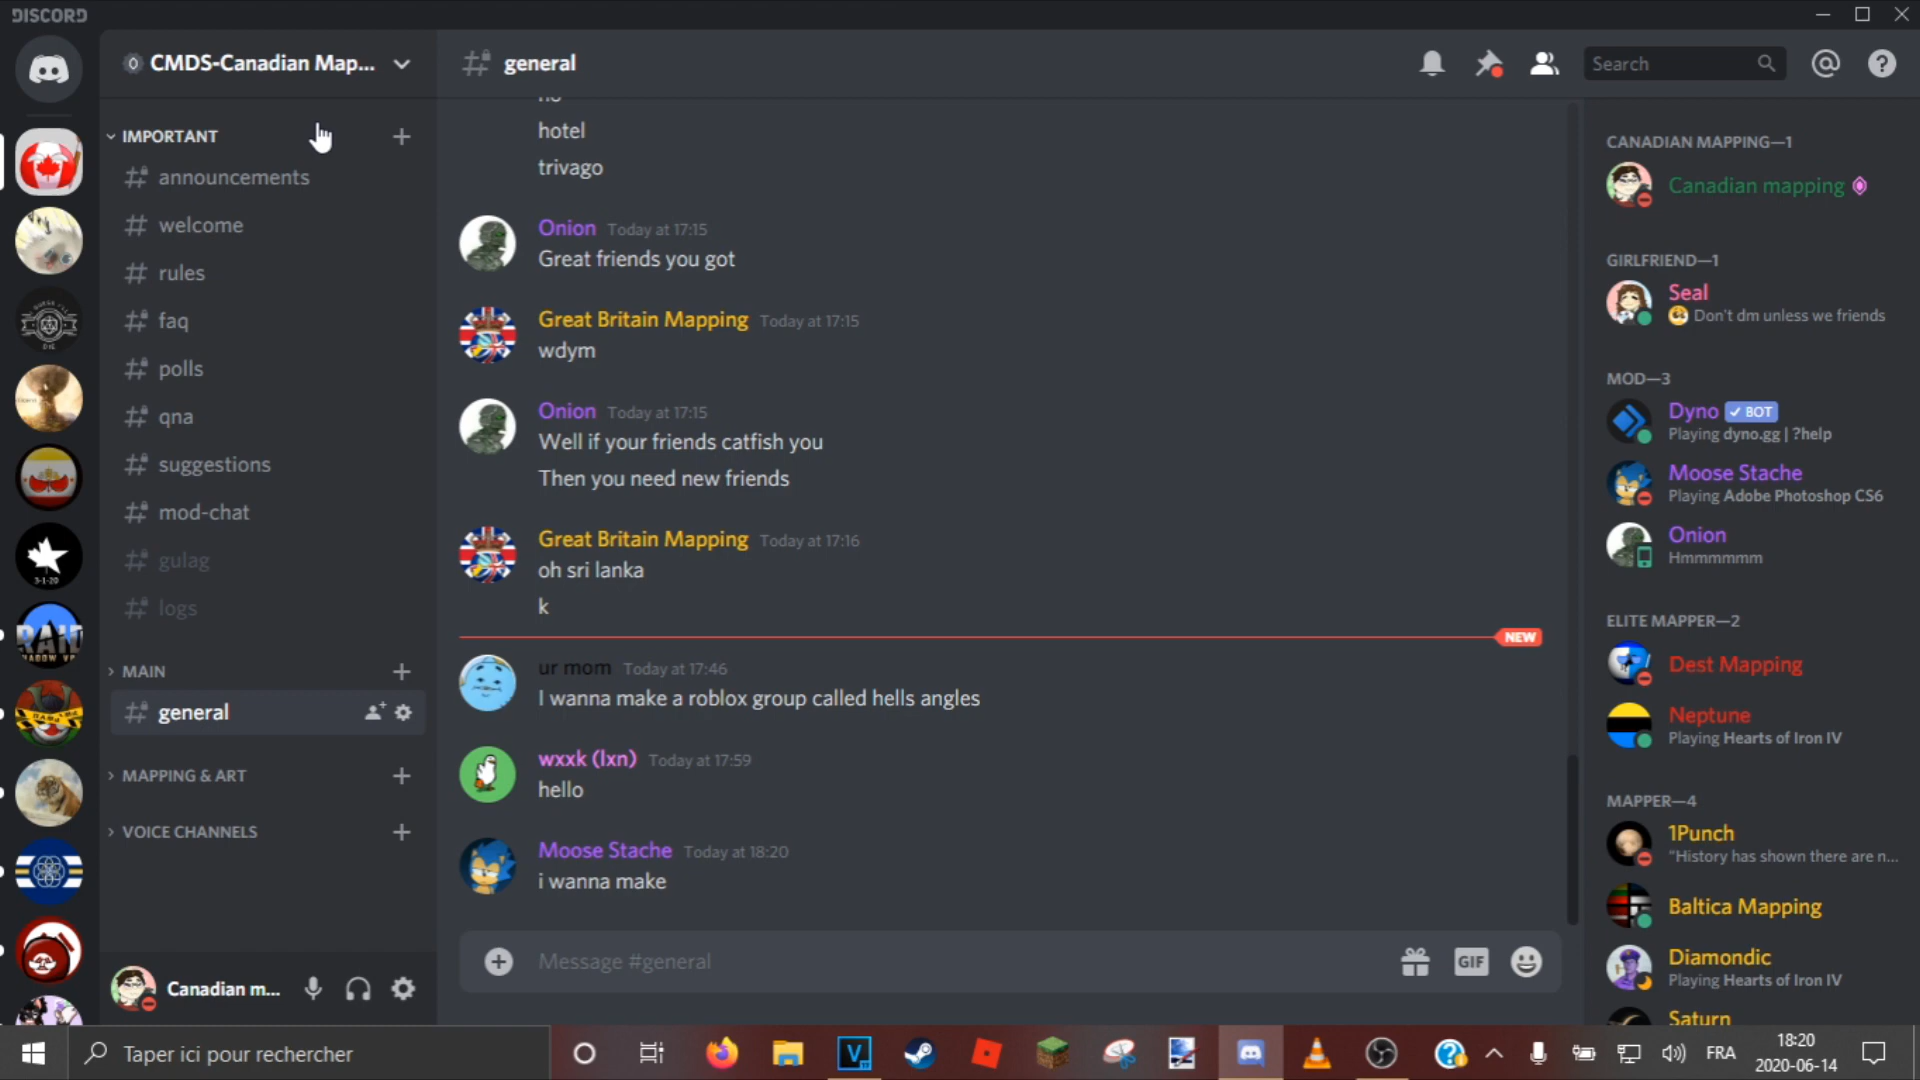 DISCORD
CMDS-Canadian Map...
general
Search
IMPORTANT
announcements
welcome
rules
faq
polls
qna
suggestions
mod-chat
gulag
logs
MAIN
general
MAPPING & ART
VOICE CHANNELS
Canadian m...
hotel
trivago
Onion Today at 17:15
Great friends you got
Great Britain Mapping Today at 17:15
wdym
Onion Today at 17:15
Well if your friends catfish you
Then you need new friends
Great Britain Mapping Today at 17:16
oh sri lanka
k
NEW
ur mom Today at 17:46
I wanna make a roblox group called hells angles
wxxk (lxn) Today at 17:59
hello
Moose Stache Today at 18:20
i wanna make
Message #general
GIF
CANADIAN MAPPING—1
Canadian mapping
GIRLFRIEND—1
Seal
Don't dm unless we friends
MOD—3
Dyno BOT
Playing dyno.gg | ?help
Moose Stache
Playing Adobe Photoshop CS6
Onion
Hmmmmmm
ELITE MAPPER—2
Dest Mapping
Neptune
Playing Hearts of Iron IV
MAPPER—4
1Punch
"History has shown there are n...
Baltica Mapping
Diamondic
Playing Hearts of Iron IV
Saturn
3-1-20
RAID
Taper ici pour rechercher
V
FRA
18:20
2020-06-14